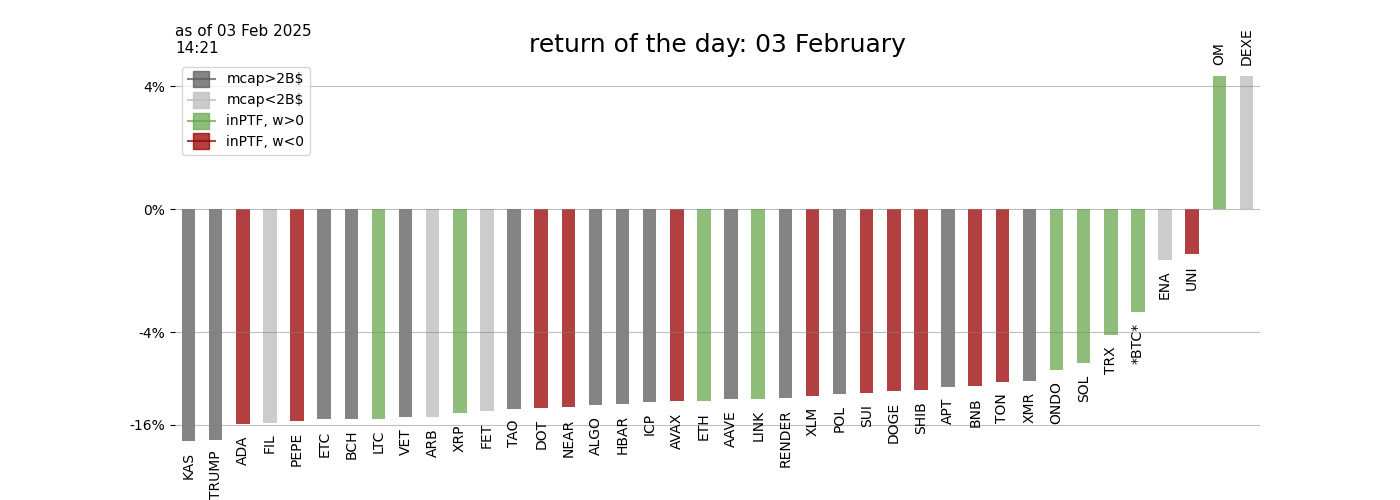 as of 03 Feb 2025
14:21
return of the day: 03 February
mcap>2B$
mcap<2B$
inPTF, w>0
inPTF, w<0
4%
0%
-4%
-16%
KAS
TRUMP
ADA
FIL
PEPE
ETC
BCH
LTC
VET
ARB
XRP
FET
TAO
DOT
NEAR
ALGO
HBAR
ICP
AVAX
ETH
AAVE
LINK
RENDER
XLM
POL
SUI
DOGE
SHIB
APT
BNB
TON
XMR
ONDO
SOL
TRX
*BTC*
ENA
UNI
OM
DEXE